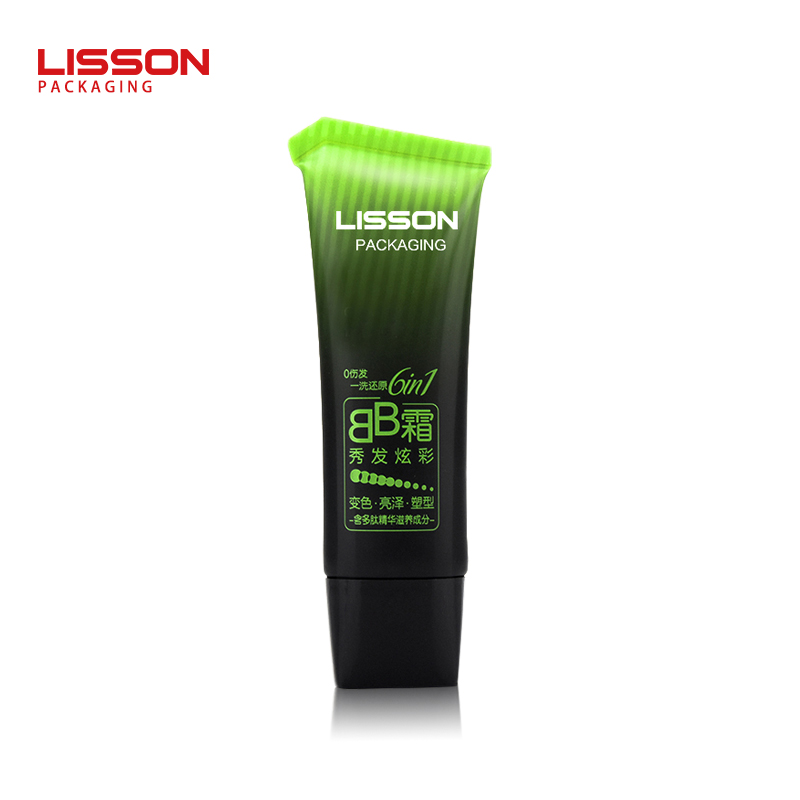 LISSON
PACKAGING
LISSON
PACKAGING
0伤发
一洗还原 6in1
BB霜
秀发炫彩
变色·亮泽·塑型
-含多肽精华滋养成分-